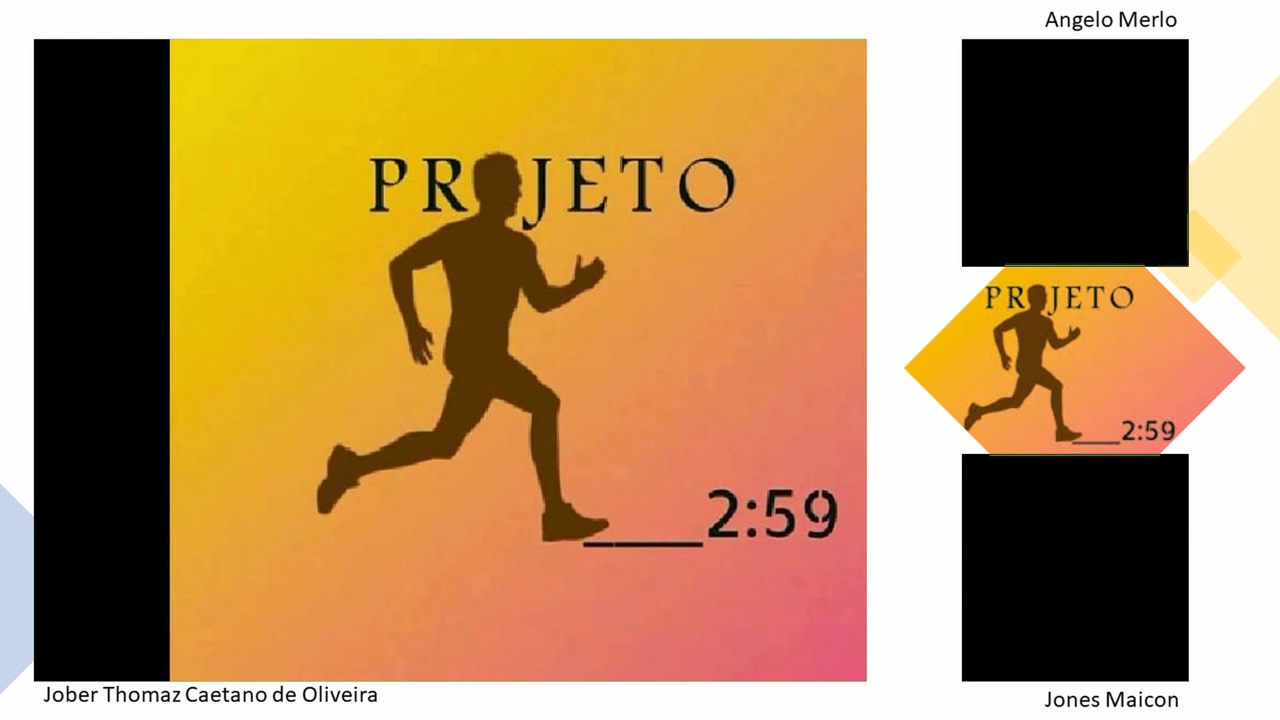 Angelo Merlo
PROJETO
2:59
PROJETO
2:59
Jober Thomaz Caetano de Oliveira
Jones Maicon